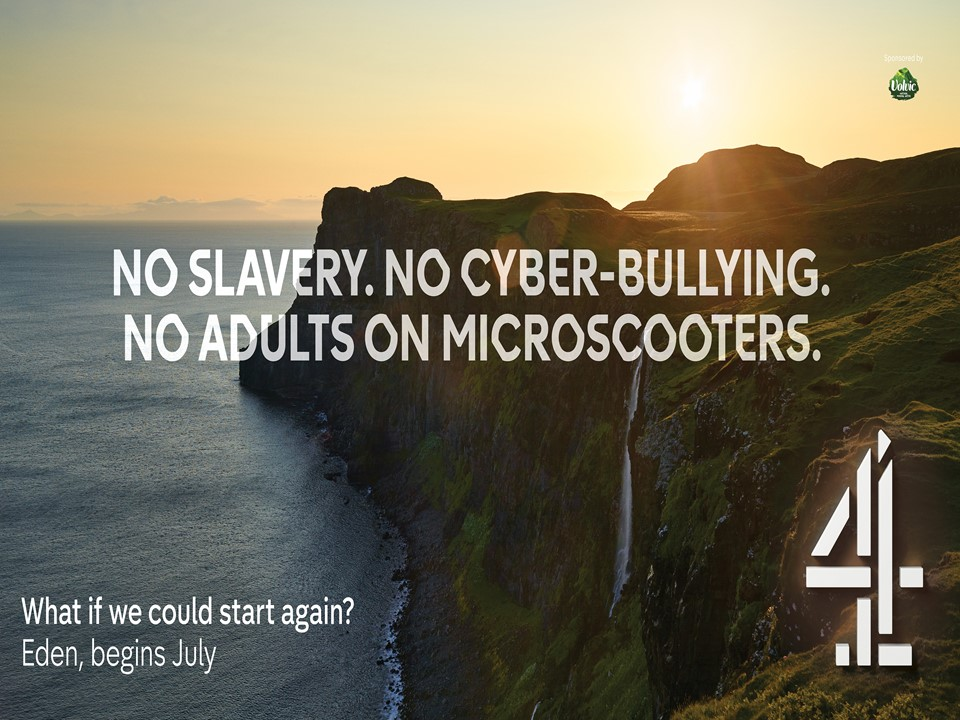 Sponsored by
Volvic
NO SLAVERY. NO CYBER-BULLYING.
NO ADULTS ON MICROSCOOTERS.
What if we could start again?
Eden, begins July